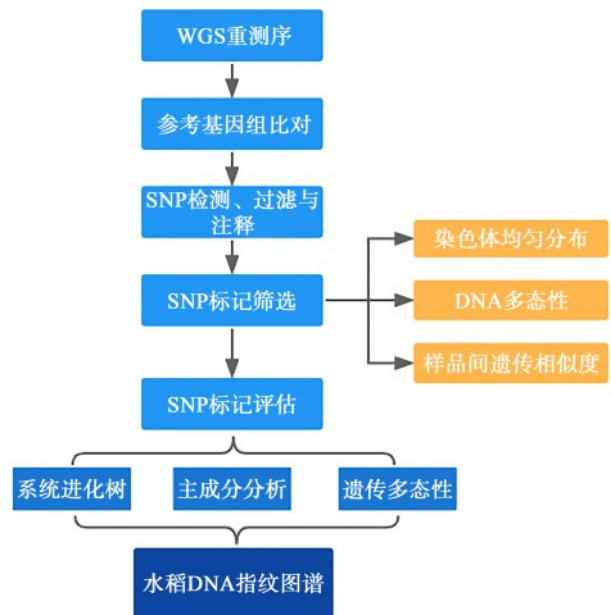 WGS重测序
参考基因组比对
SNP检测、过滤与
注释
染色体均匀分布
SNP标记筛选
DNA多态性
样品间遗传相似度
SNP标记评估
系统进化树
主成分分析
遗传多态性
水稻DNA指纹图谱